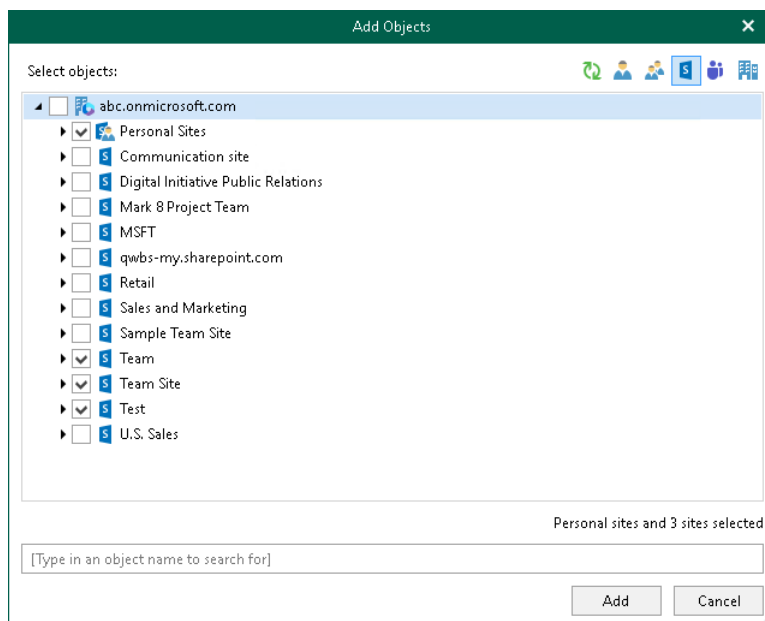 Add Objects
Select objects:
abc.onmicrosoft.com
Personal Sites
Communication site
Digital Initiative Public Relations
Mark 8 Project Team
MSFT
qwbs-my.sharepoint.com
Retail
Sales and Marketing
Sample Team Site
Team
Team Site
Test
U.S. Sales
Personal sites and 3 sites selected
[Type in an object name to search for]
Add Cancel